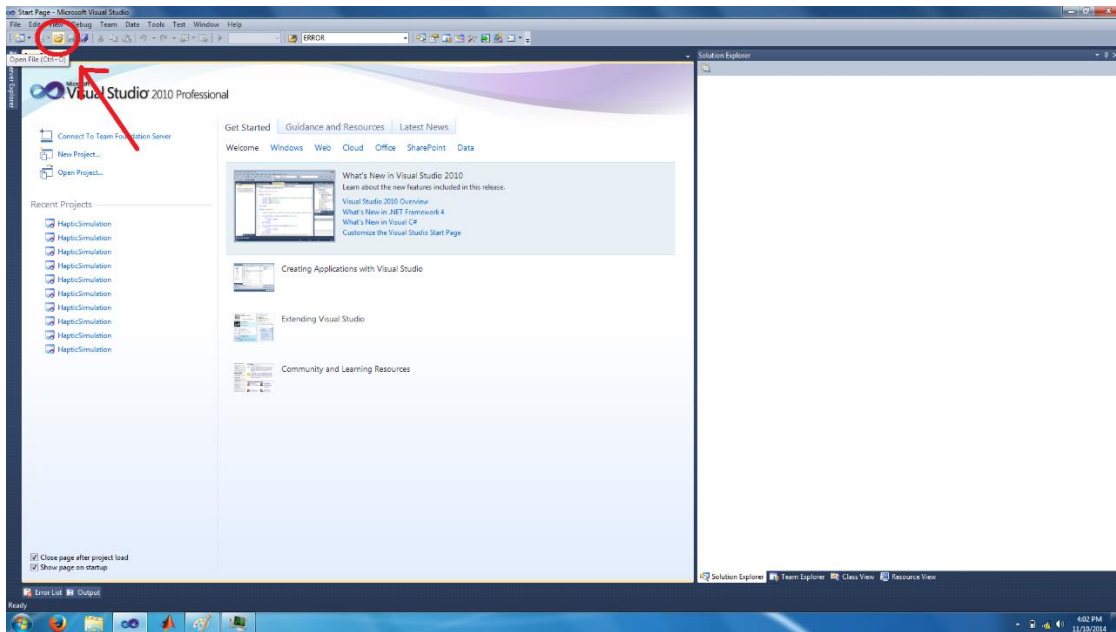 Start Page - Microsoft Visual Studio
File Edit View Debug Team Data Tools Test Window Help
ERROR
Open File (Ctrl+O)
Server Explorer
Microsoft
Visual Studio 2010 Professional
Connect To Team Foundation Server
New Project...
Open Project...
Recent Projects
HapticSimulation
HapticSimulation
HapticSimulation
HapticSimulation
HapticSimulation
HapticSimulation
HapticSimulation
HapticSimulation
HapticSimulation
HapticSimulation
Close page after project load
Show page on startup
Get Started Guidance and Resources Latest News
Welcome Windows Web Cloud Office SharePoint Data
What's New in Visual Studio 2010
Learn about the new features included in this release.
Visual Studio 2010 Overview
What's New in .NET Framework 4
What's New in Visual C#
Customize the Visual Studio Start Page
Creating Applications with Visual Studio
Extending Visual Studio
Community and Learning Resources
Solution Explorer
Solution Explorer Team Explorer Class View Resource View
Error List Output
Ready
4:02 PM
11/10/2014